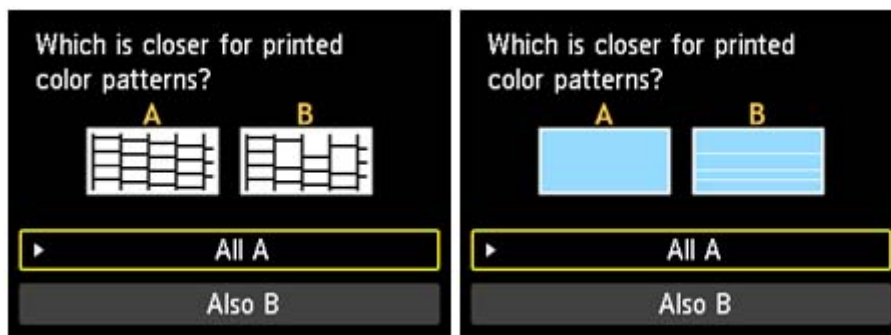 Which is closer for printed
color patterns?
A B
All A
Also B
Which is closer for printed
color patterns?
A B
All A
Also B